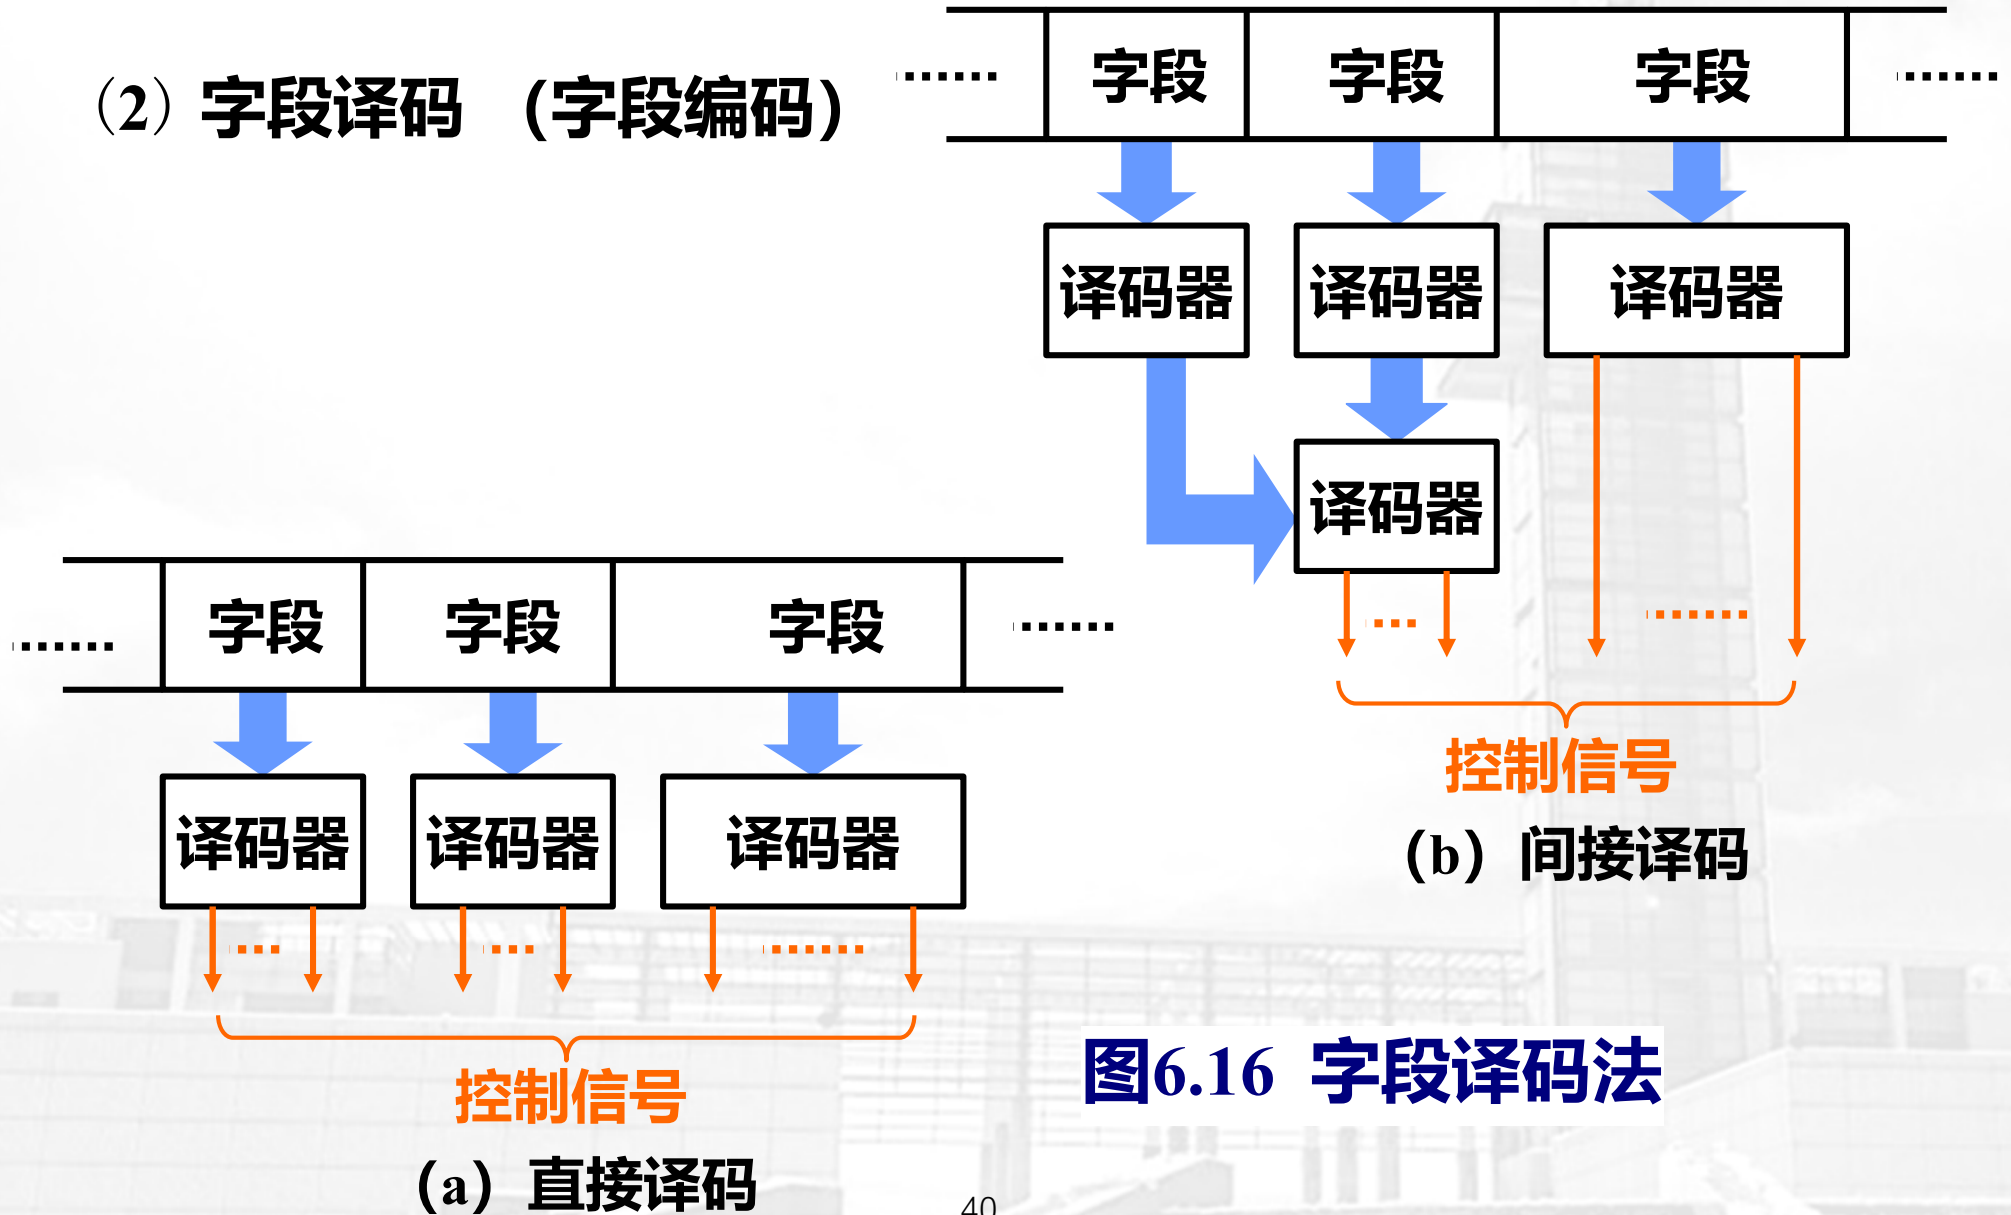 (2) 字段译码 （字段编码）
字段 字段 字段
译码器 译码器 译码器
译码器
控制信号
(b) 间接译码
字段 字段 字段
译码器 译码器 译码器
控制信号
(a) 直接译码
图6.16 字段译码法
40